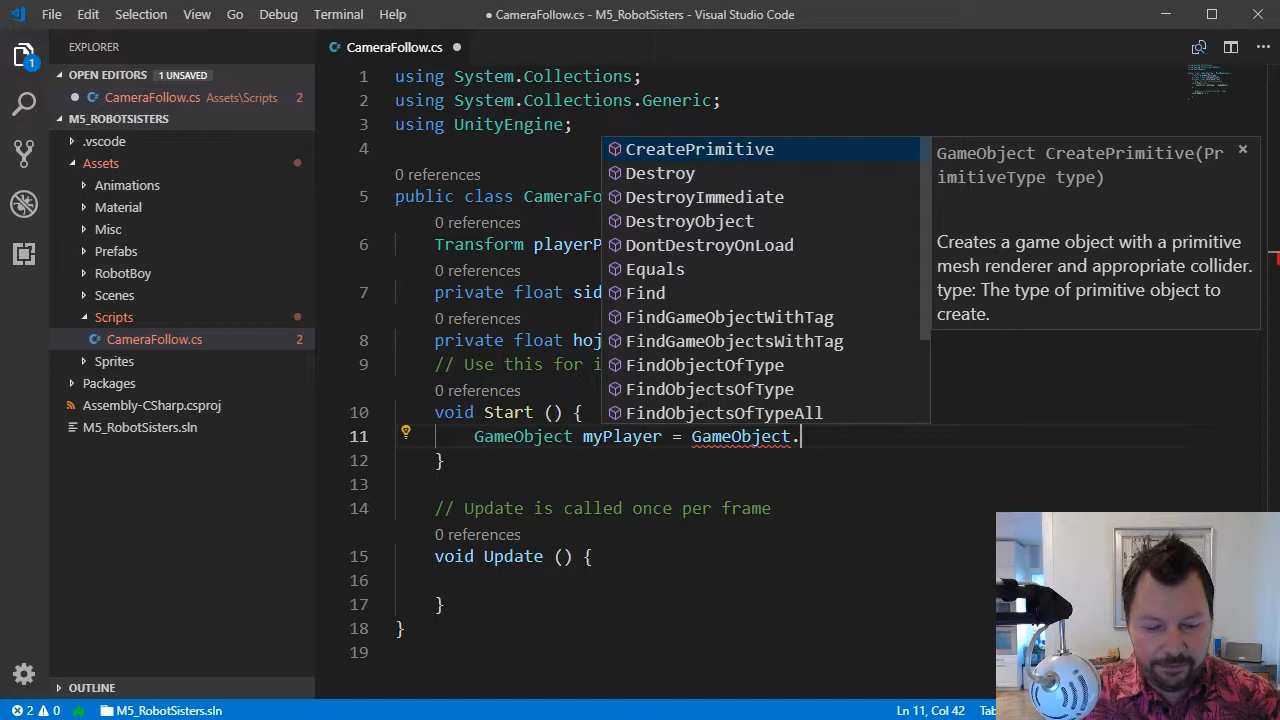 File Edit Selection View Go Debug Terminal Help
● CameraFollow.cs - M5_RobotSisters - Visual Studio Code
EXPLORER
OPEN EDITORS 1 UNSAVED
CameraFollow.cs Assets\Scripts 2
M5_ROBOTSISTERS
.vscode
Assets
Animations
Material
Misc
Prefabs
RobotBoy
Scenes
Scripts
CameraFollow.cs 2
Sprites
Packages
Assembly-CSharp.csproj
M5_RobotSisters.sln
OUTLINE
1
CameraFollow.cs
1 using System.Collections;
2 using System.Collections.Generic;
3 using UnityEngine;
4
0 references
5 public class CameraFo
0 references
6 Transform playerP
0 references
7 private float sid
0 references
8 private float hoj
9 // Use this for i
0 references
10 void Start () {
11 GameObject myPlayer = GameObject.
12 }
13
14 // Update is called once per frame
0 references
15 void Update () {
16
17 }
18 }
19
CreatePrimitive
Destroy
DestroyImmediate
DestroyObject
DontDestroyOnLoad
Equals
Find
FindGameObjectWithTag
FindGameObjectsWithTag
FindObjectOfType
FindObjectsOfType
FindObjectsOfTypeAll
GameObject CreatePrimitive(Pr
imitiveType type)
Creates a game object with a primitive
mesh renderer and appropriate collider.
type: The type of primitive object to
create.
2 0 M5_RobotSisters.sln
Ln 11, Col 42